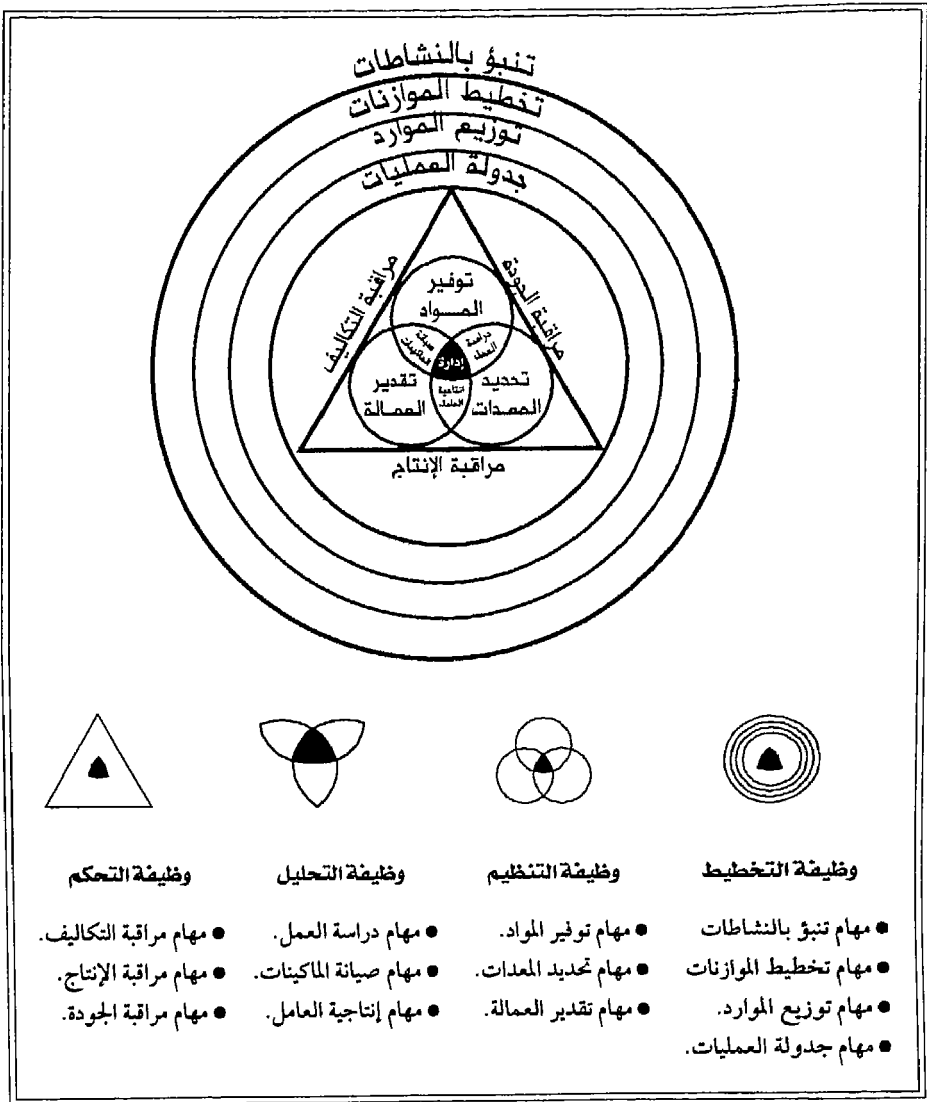 تنبؤ بالنشاطات
تخطيط الموازنات
توزيع الموارد
جدولة العمليات
مراقبة الجودة
مراقبة التكاليف
توفير
المواد
دراسة
العمل
صيانة
الماكينات
إدارة
تحديد
المعدات
إنتاجية
العامل
تقدير
العمالة
مراقبة الإنتاج
وظيفة التخطيط
● مهام تنبؤ بالنشاطات
● مهام تخطيط الموازنات
● مهام توزيع الموارد.
● مهام جدولة العمليات.
وظيفة التنظيم
● مهام توفير المواد.
● مهام تحديد المعدات.
● مهام تقدير العمالة.
وظيفة التحليل
● مهام دراسة العمل.
● مهام صيانة الماكينات.
● مهام إنتاجية العامل.
وظيفة التحكم
● مهام مراقبة التكاليف.
● مهام مراقبة الإنتاج.
● مهام مراقبة الجودة.